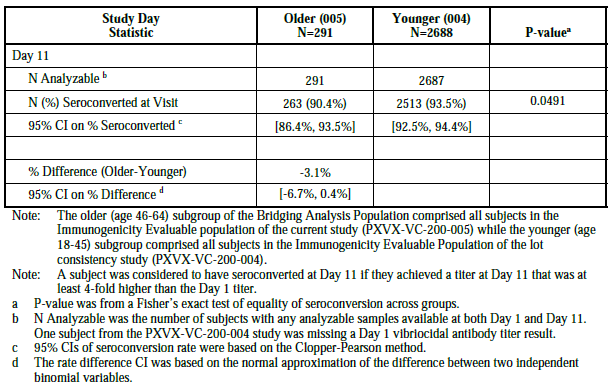 Study Day Older (005) Younger (004)
Statistic N=291 N=2688 P-valueᵃ
Day 11
N Analyzable ᵇ 291 2687
N (%) Seroconverted at Visit 263 (90.4%) 2513 (93.5%) 0.0491
95% CI on % Seroconverted ᶜ [86.4%, 93.5%] [92.5%, 94.4%]
% Difference (Older-Younger) -3.1%
95% CI on % Difference ᵈ [-6.7%, 0.4%]
Note: The older (age 46-64) subgroup of the Bridging Analysis Population comprised all subjects in the
Immunogenicity Evaluable population of the current study (PXVX-VC-200-005) while the younger (age
18-45) subgroup comprised all subjects in the Immunogenicity Evaluable Population of the lot
consistency study (PXVX-VC-200-004).
Note: A subject was considered to have seroconverted at Day 11 if they achieved a titer at Day 11 that was at
least 4-fold higher than the Day 1 titer.
a P-value was from a Fisher's exact test of equality of seroconversion across groups.
b N Analyzable was the number of subjects with any analyzable samples available at both Day 1 and Day 11.
One subject from the PXVX-VC-200-004 study was missing a Day 1 vibriocidal antibody titer result.
c 95% CIs of seroconversion rate were based on the Clopper-Pearson method.
d The rate difference CI was based on the normal approximation of the difference between two independent
binomial variables.